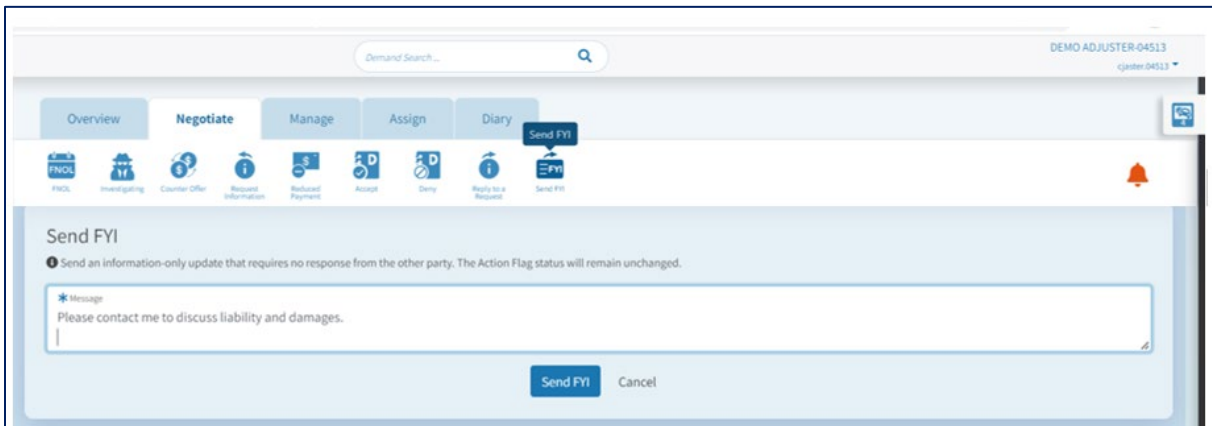 Demand Search ...
DEMO ADJUSTER-04513
cjaster.04513
Overview Negotiate Manage Assign Diary
Send FYI
FNOL
D D
FYI
FNOL Investigating Counter Offer Request Information Reduced Payment Accept Deny Reply to a Request Send FYI
Send FYI
Send an information-only update that requires no response from the other party. The Action Flag status will remain unchanged.
* Message
Please contact me to discuss liability and damages.
Send FYI Cancel